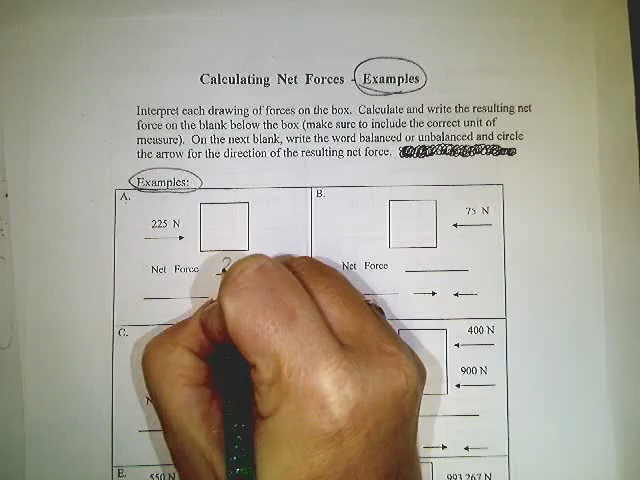 Calculating Net Forces - Examples
Interpret each drawing of forces on the box. Calculate and write the resulting net
force on the blank below the box (make sure to include the correct unit of
measure). On the next blank, write the word balanced or unbalanced and circle
the arrow for the direction of the resulting net force.
Examples:
A.
225 N
Net Force 2
B.
75 N
Net Force
C.
400 N
900 N
E.
550 N
993,267 N